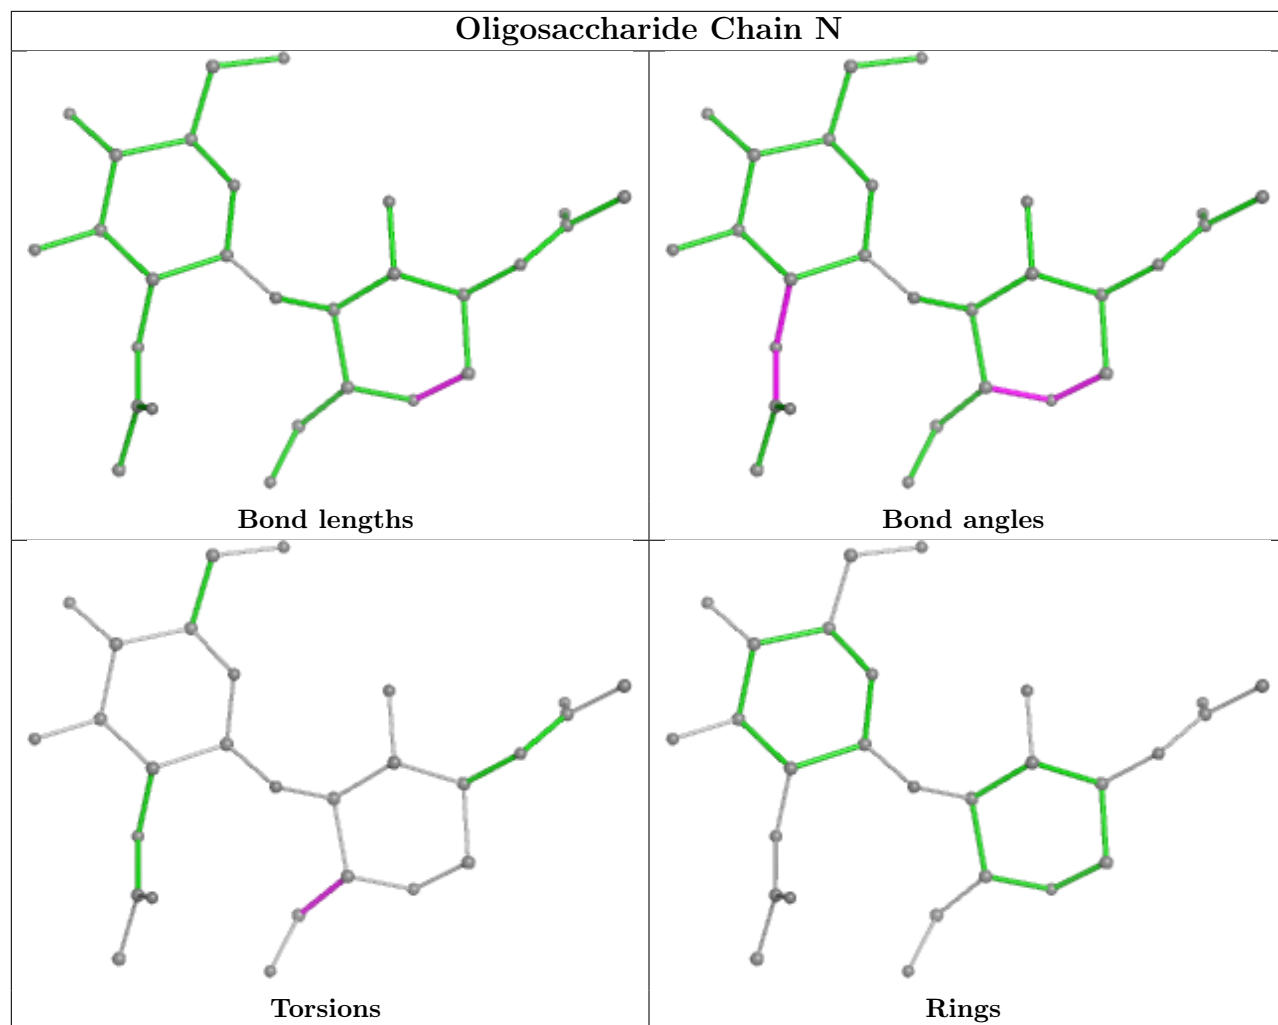 Oligosaccharide Chain N
Bond lengths
Bond angles
Torsions
Rings